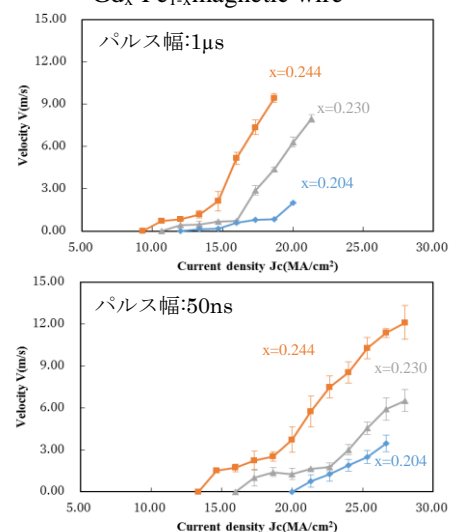 Gdx Fe1-xmagnetic wire
15.00
パルス幅:1μs
12.00
x=0.244
9.00
x=0.230
6.00
x=0.204
3.00
0.00
5.00 10.00 15.00 20.00 25.00 30.00
Velocity V(m/s)
Current density Jc(MA/cm²)
15.00
パルス幅:50ns
12.00
x=0.244
9.00
x=0.230
6.00
3.00
x=0.204
0.00
5.00 10.00 15.00 20.00 25.00 30.00
Velocity V(m/s)
Current density Jc(MA/cm²)